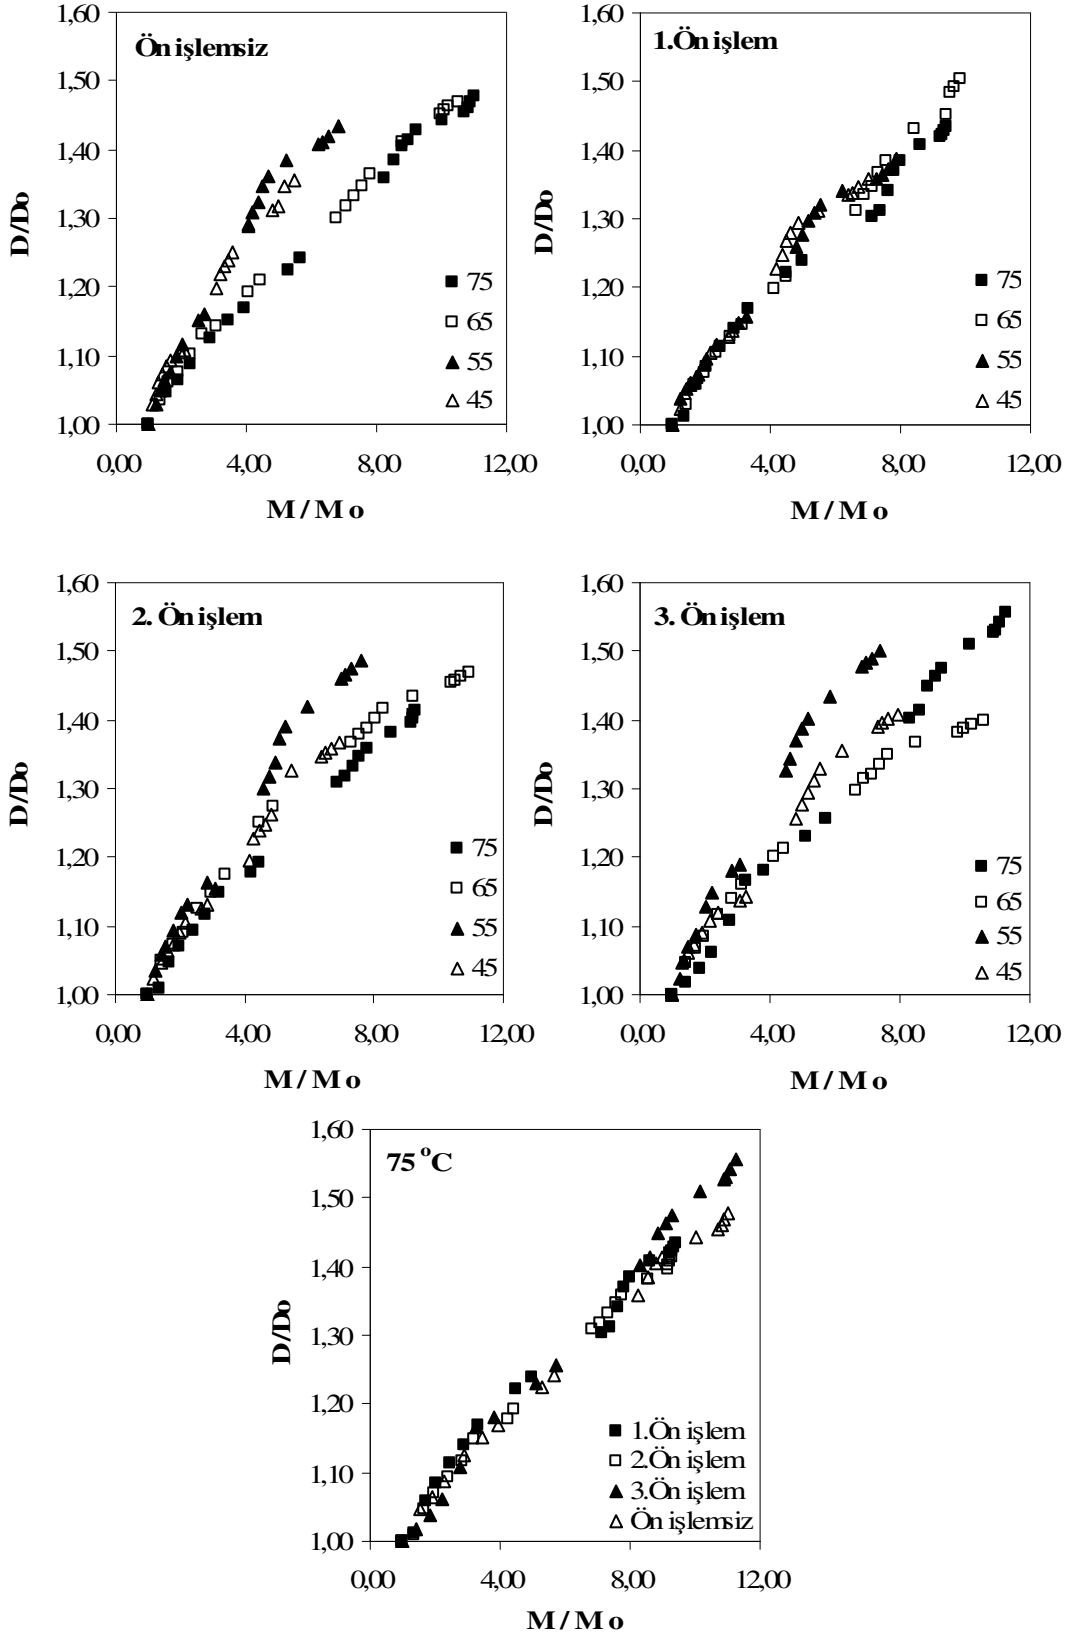 Ön işlemsiz
1,60
1,50
1,40
1,30
1,20
1,10
1,00
D/Do
75
65
55
45
0,00 4,00 8,00 12,00
M/Mo
1.Ön işlem
1,60
1,50
1,40
1,30
1,20
1,10
1,00
D/Do
75
65
55
45
0,00 4,00 8,00 12,00
M/Mo
2. Ön işlem
1,60
1,50
1,40
1,30
1,20
1,10
1,00
D/Do
75
65
55
45
0,00 4,00 8,00 12,00
M/Mo
3. Ön işlem
1,60
1,50
1,40
1,30
1,20
1,10
1,00
D/Do
75
65
55
45
0,00 4,00 8,00 12,00
M/Mo
75 °C
1,60
1,50
1,40
1,30
1,20
1,10
1,00
D/Do
1.Ön işlem
2.Ön işlem
3.Ön işlem
Ön işlemsiz
0,00 4,00 8,00 12,00
M/Mo